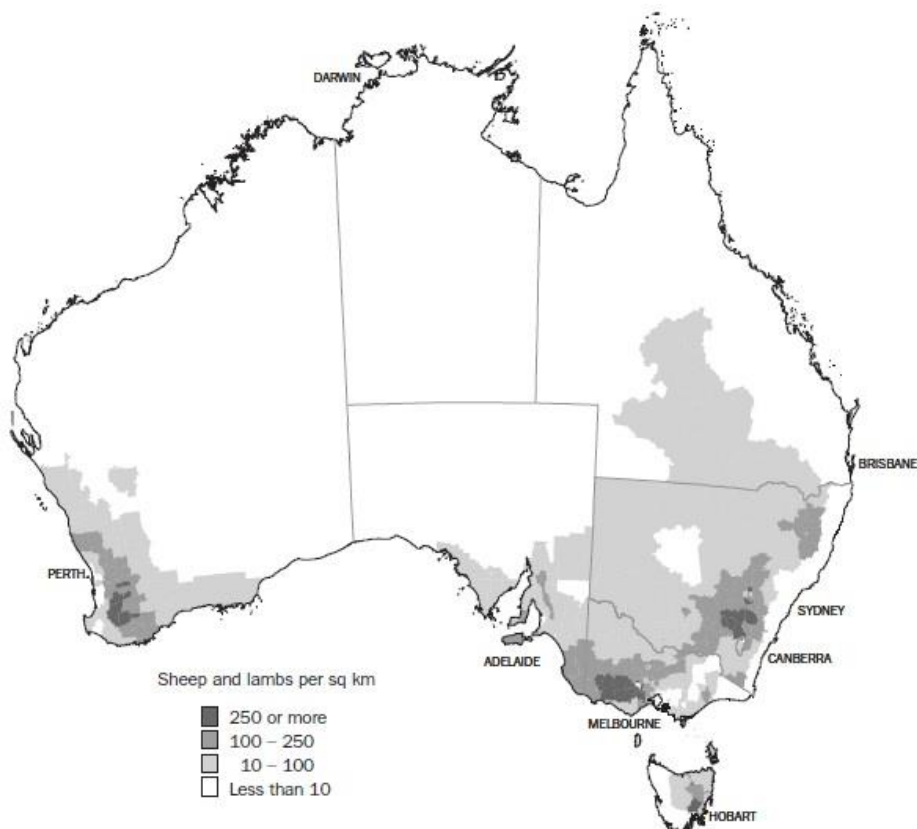 DARWIN
BRISBANE
PERTH
SYDNEY
ADELAIDE
CANBERRA
Sheep and lambs per sq km
250 or more
MELBOURNE
100 – 250
10 – 100
Less than 10
HOBART